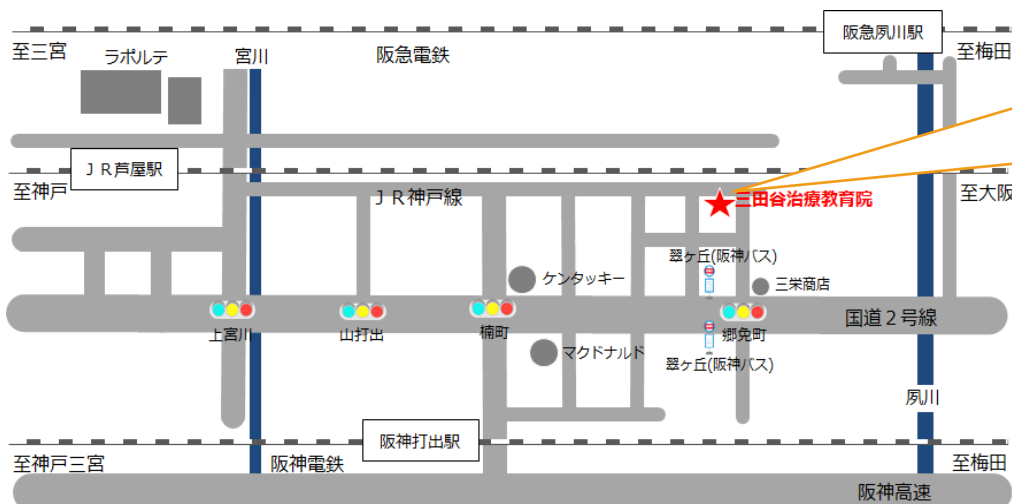 阪急夙川駅
至三宮
ラポルテ
宮川
阪急電鉄
至梅田
ＪＲ芦屋駅
至神戸
ＪＲ神戸線
三田谷治療教育院
至大阪
翠ヶ丘(阪神バス)
ケンタッキー
三栄商店
上宮川
山打出
楠町
郷免町
国道２号線
マクドナルド
翠ヶ丘(阪神バス)
夙川
阪神打出駅
至神戸三宮
阪神電鉄
至梅田
阪神高速